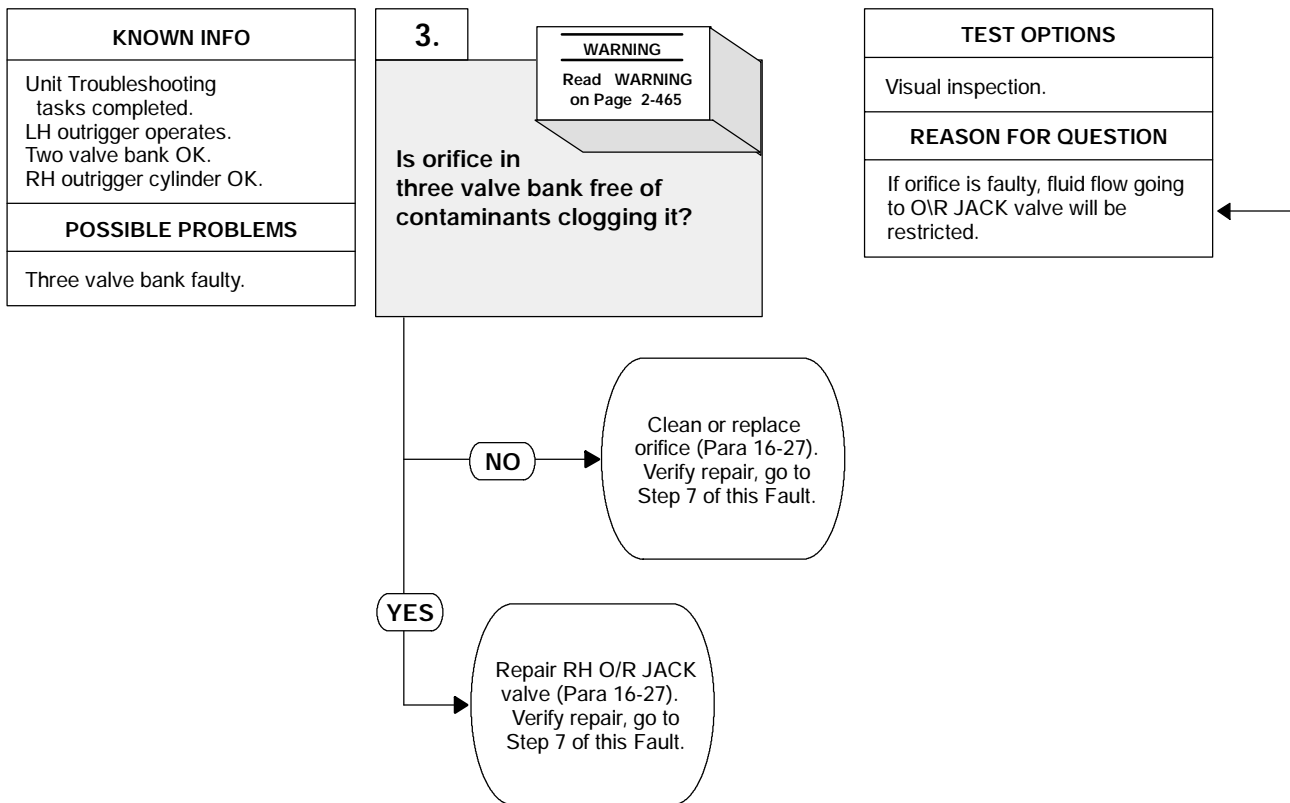 KNOWN INFO
Unit Troubleshooting
tasks completed.
LH outrigger operates.
Two valve bank OK.
RH outrigger cylinder OK.
POSSIBLE PROBLEMS
Three valve bank faulty.
3.
WARNING
Read WARNING
on Page 2-465
Is orifice in
three valve bank free of
contaminants clogging it?
TEST OPTIONS
Visual inspection.
REASON FOR QUESTION
If orifice is faulty, fluid flow going
to O\R JACK valve will be
restricted.
NO
Clean or replace
orifice (Para 16-27).
Verify repair, go to
Step 7 of this Fault.
YES
Repair RH O/R JACK
valve (Para 16-27).
Verify repair, go to
Step 7 of this Fault.